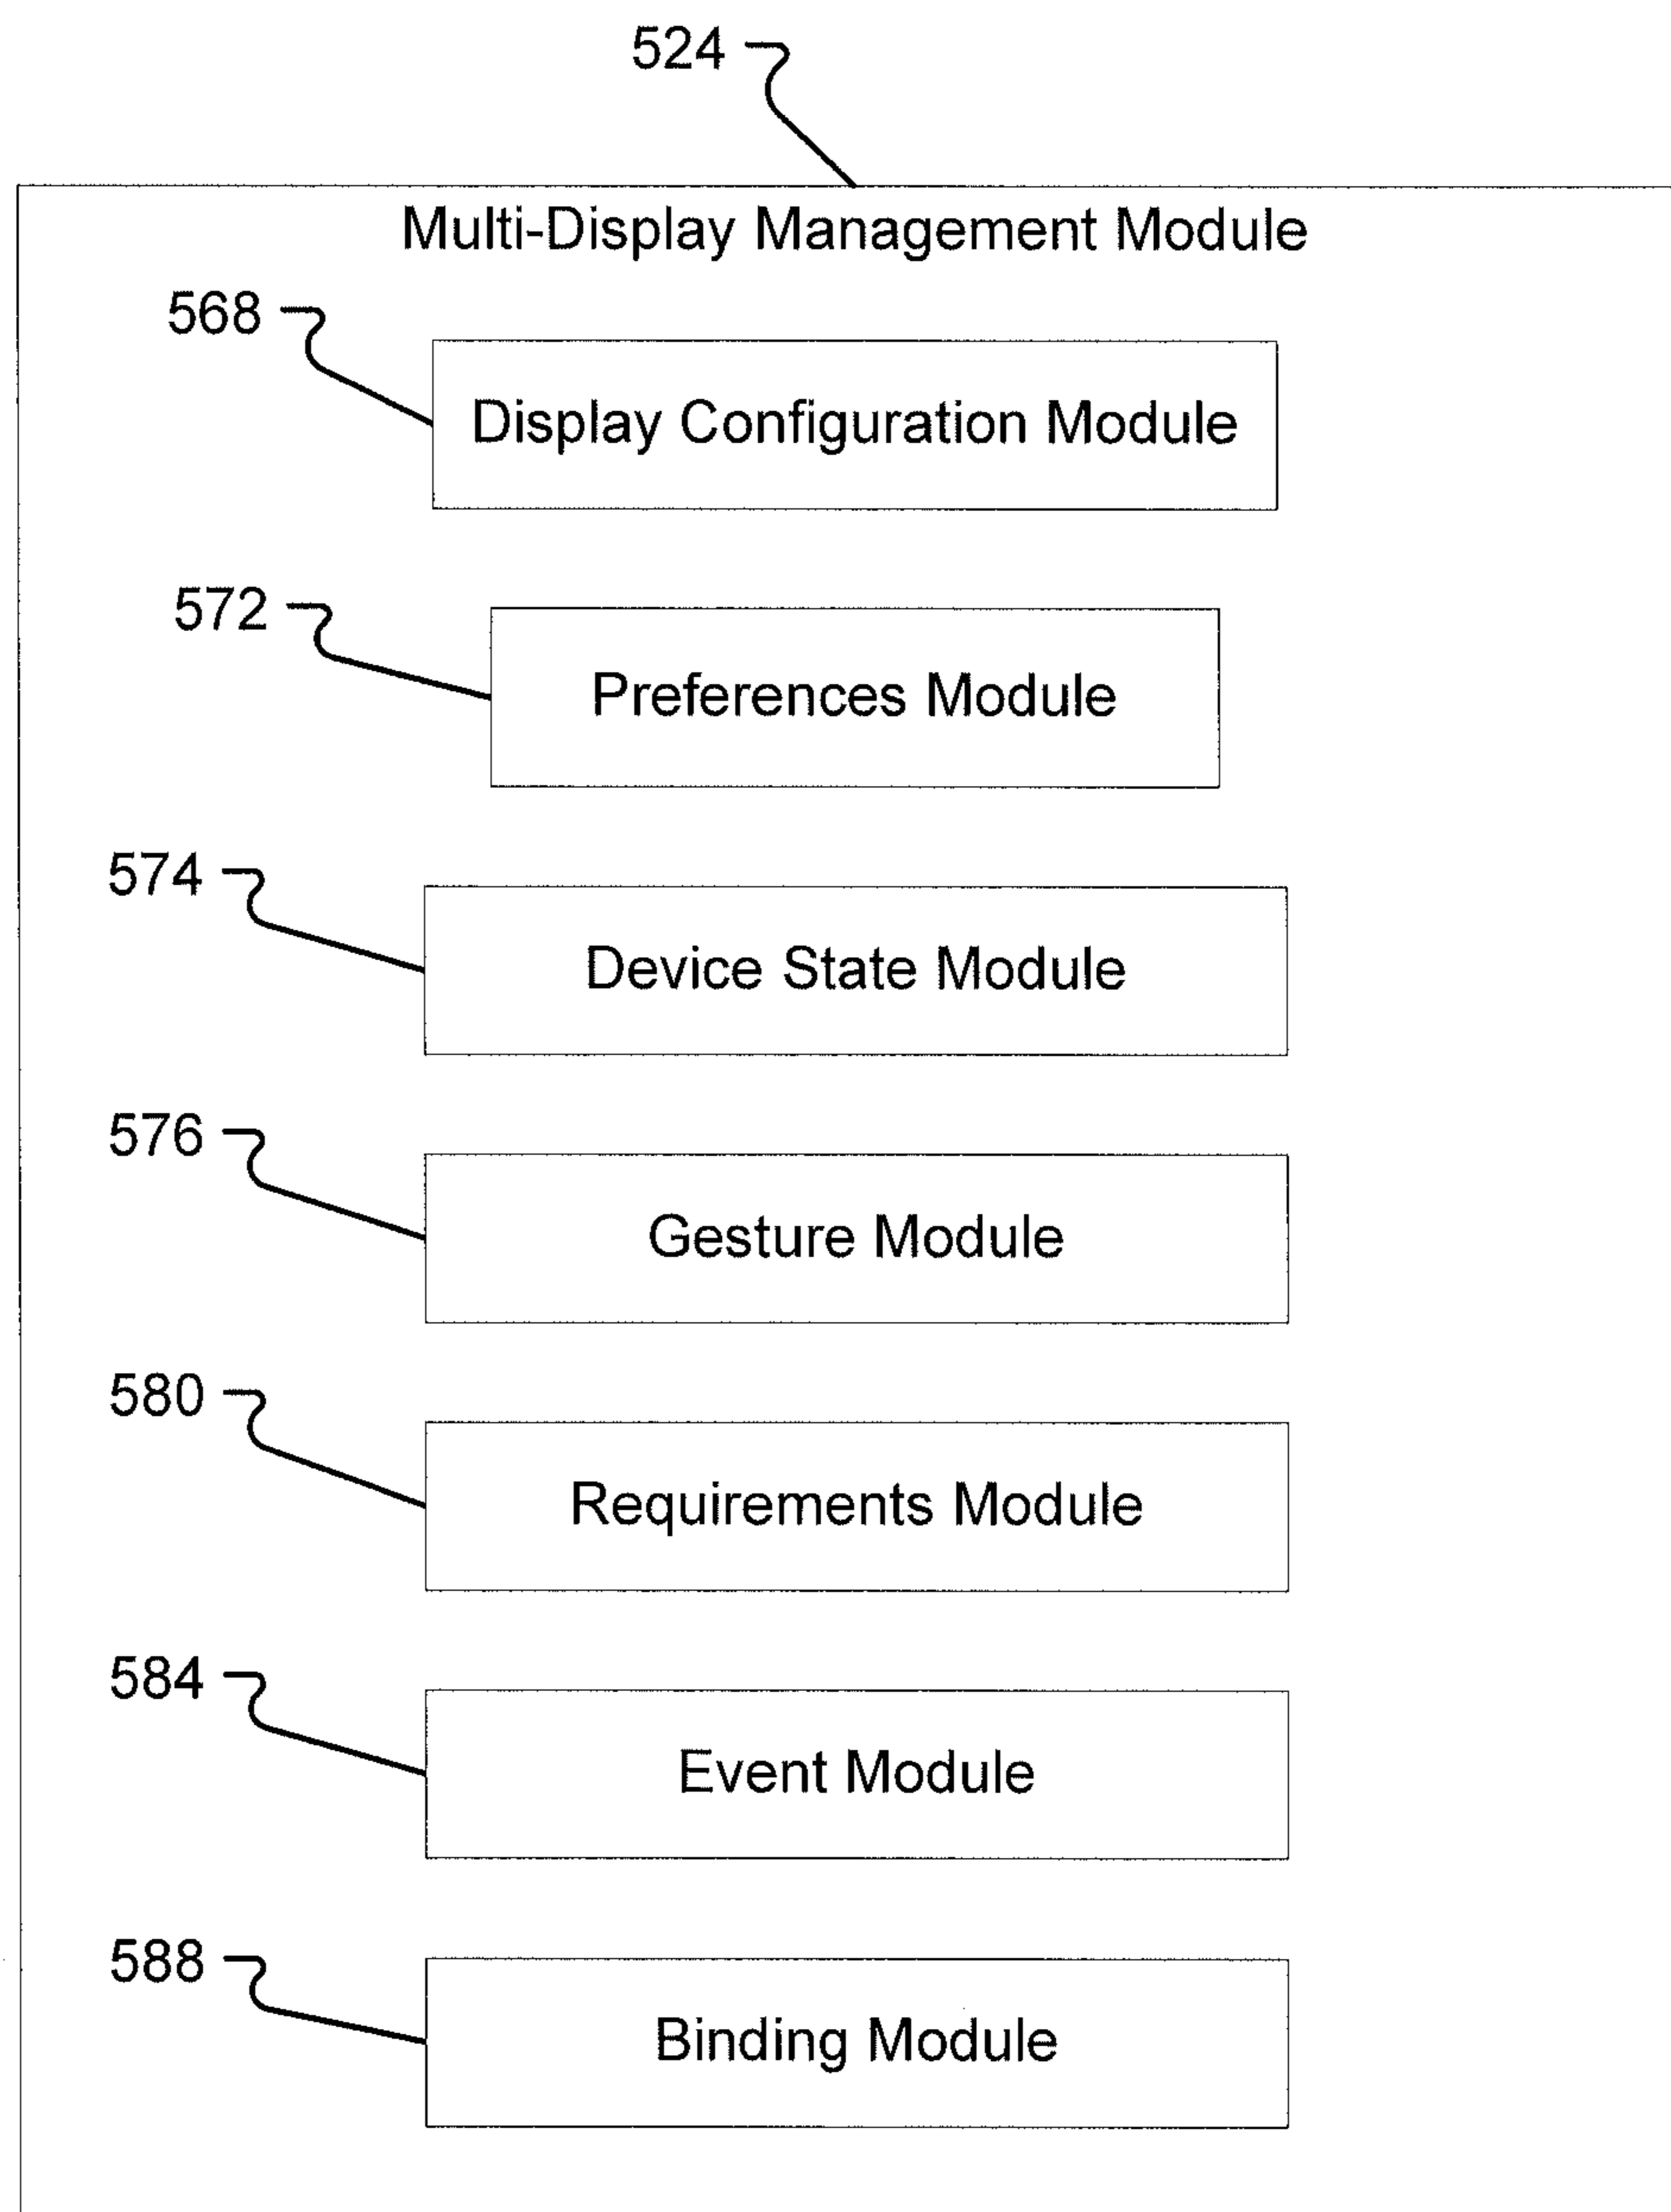 524
Multi-Display Management Module
568
Display Configuration Module
572
Preferences Module
574
Device State Module
576
Gesture Module
580
Requirements Module
584
Event Module
588
Binding Module